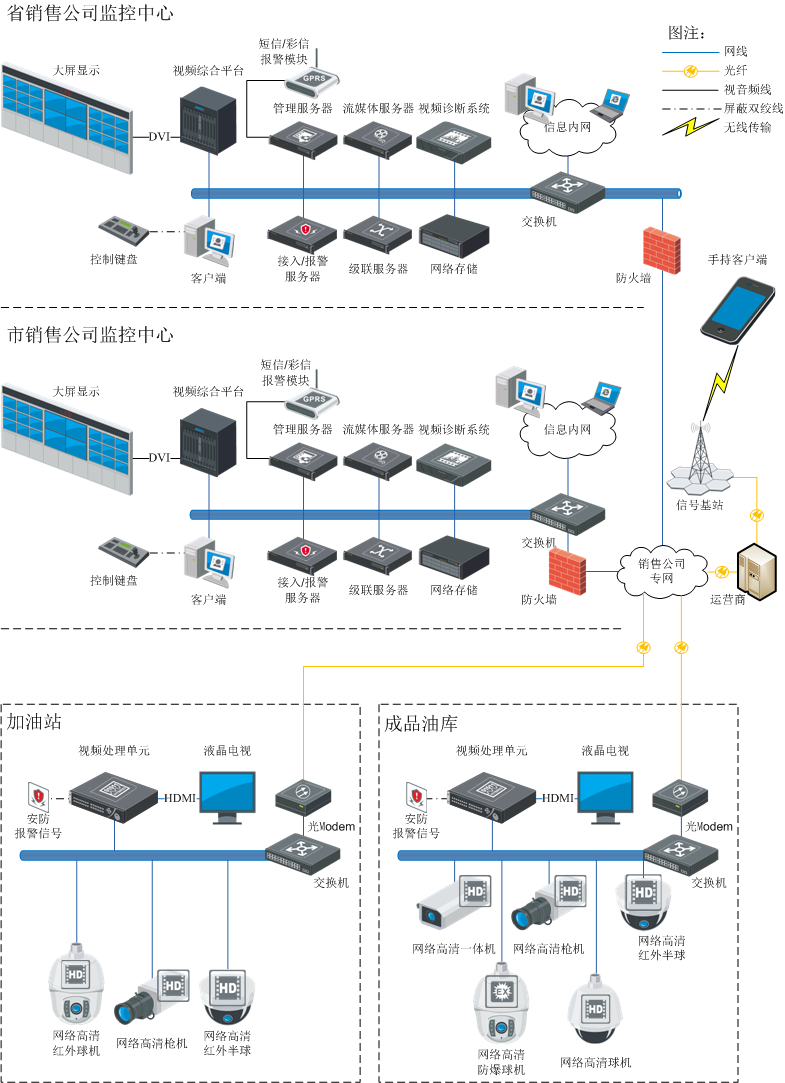 省销售公司监控中心
图注：
网线
光纤
视音频线
屏蔽双绞线
无线传输
大屏显示
视频综合平台
短信/彩信
报警模块
GPRS
管理服务器
流媒体服务器
视频诊断系统
信息内网
DVI
交换机
控制键盘
客户端
接入/报警
服务器
级联服务器
网络存储
防火墙
手持客户端
市销售公司监控中心
大屏显示
视频综合平台
短信/彩信
报警模块
GPRS
管理服务器
流媒体服务器
视频诊断系统
信息内网
DVI
信号基站
交换机
控制键盘
客户端
接入/报警
服务器
级联服务器
网络存储
防火墙
销售公司
专网
运营商
加油站
视频处理单元
液晶电视
HDMI
安防
报警信号
光Modem
交换机
HD
HD
HD
网络高清
红外球机
网络高清枪机
网络高清
红外半球
成品油库
视频处理单元
液晶电视
HDMI
安防
报警信号
光Modem
交换机
HD
HD
HD
网络高清一体机
网络高清枪机
网络高清
红外半球
EX
HD
网络高清
防爆球机
网络高清球机